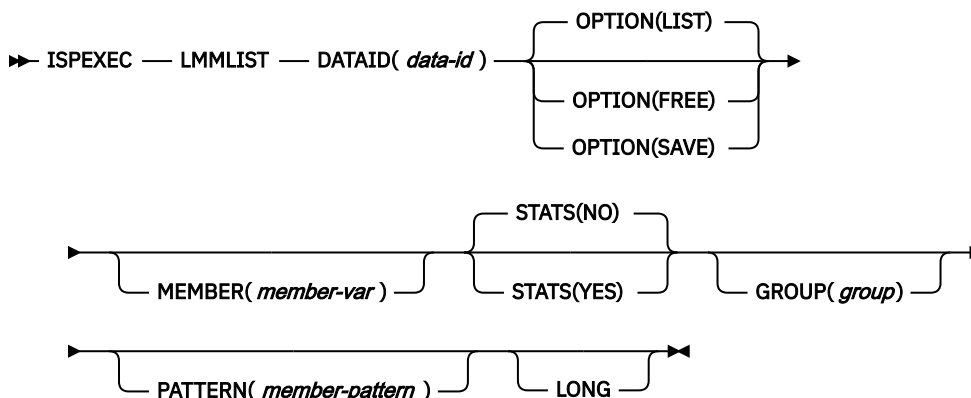 OPTION(LIST)
ISPEXEC LMMLIST DATAID( data-id )
OPTION(FREE)
OPTION(SAVE)
STATS(NO)
MEMBER( member-var ) STATS(YES) GROUP( group)
PATTERN( member-pattern ) LONG